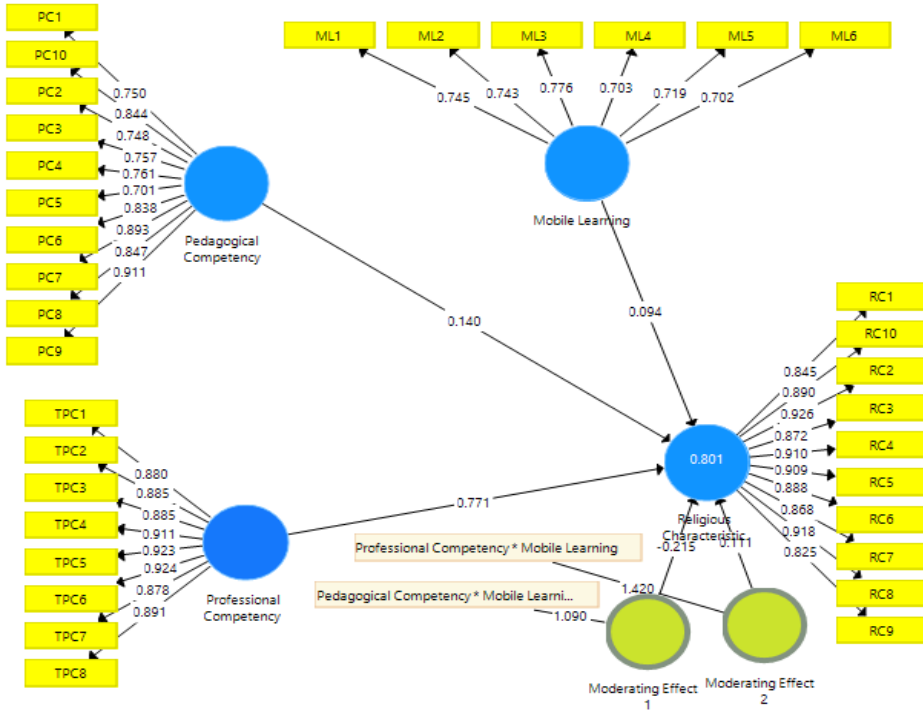 PC1
PC10
PC2
PC3
PC4
PC5
PC6
PC7
PC8
PC9
0.750
0.844
0.748
0.757
0.761
0.701
0.838
0.893
0.847
0.911
Pedagogical
Competency
ML1
ML2
ML3
ML4
ML5
ML6
0.745
0.743
0.776
0.703
0.719
0.702
Mobile Learning
0.140
0.094
TPC1
TPC2
TPC3
TPC4
TPC5
TPC6
TPC7
TPC8
0.880
0.885
0.885
0.911
0.923
0.924
0.878
0.891
Professional
Competency
0.771
0.801
Religious
Characteristic
RC1
RC10
RC2
RC3
RC4
RC5
RC6
RC7
RC8
RC9
0.845
0.890
0.926
0.872
0.910
0.909
0.888
0.868
0.918
0.825
-0.215
0.111
Professional Competency * Mobile Learning
Pedagogical Competency * Mobile Learni...
1.420
1.090
Moderating Effect
1
Moderating Effect
2